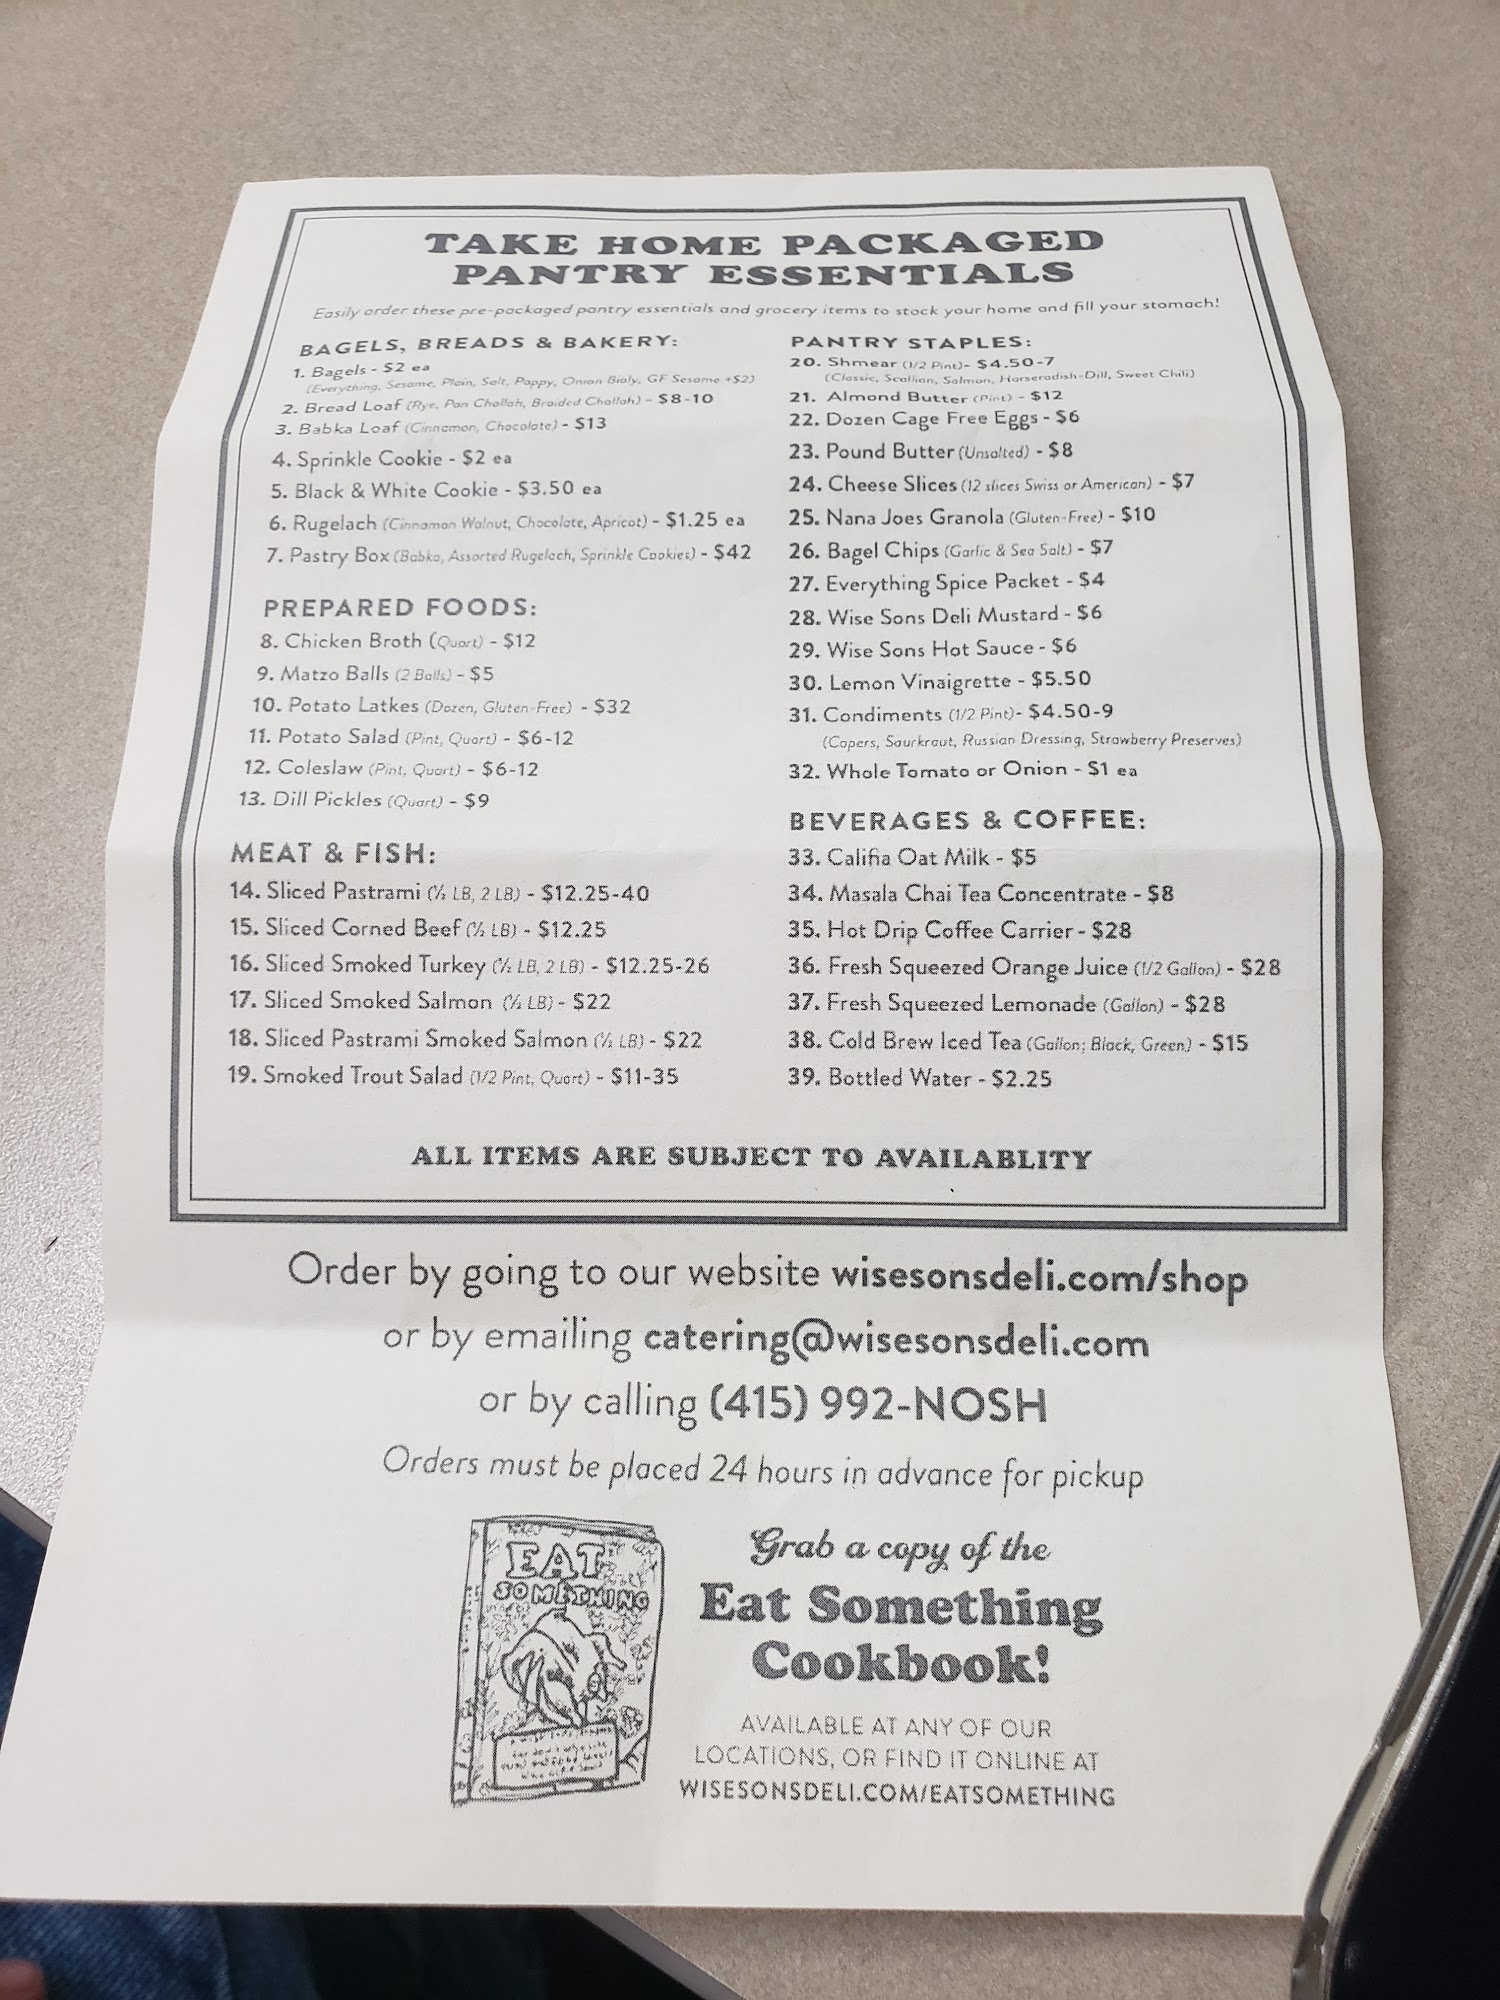 TAKE HOME PACKAGED
PANTRY ESSENTIALS
Easily order these pre-packaged pantry essentials and grocery items to stock your home and fill your stomach!
BAGELS, BREADS & BAKERY:
1. Bagels - $2 ea
(Everything, Sesame, Plain, Salt, Poppy, Onion Bialy, GF Sesame +$2)
2. Bread Loaf (Rye, Pan Challah, Braided Challah) - $8-10
3. Babka Loaf (Cinnamon, Chocolate) - $13
4. Sprinkle Cookie - $2 ea
5. Black & White Cookie - $3.50 ea
6. Rugelach (Cinnamon Walnut, Chocolate, Apricot) - $1.25 ea
7. Pastry Box (Babka, Assorted Rugelach, Sprinkle Cookies) - $42
PREPARED FOODS:
8. Chicken Broth (Quart) - $12
9. Matzo Balls (2 Balls) - $5
10. Potato Latkes (Dozen, Gluten-Free) - $32
11. Potato Salad (Pint, Quart) - $6-12
12. Coleslaw (Pint, Quart) - $6-12
13. Dill Pickles (Quart) - $9
MEAT & FISH:
14. Sliced Pastrami (½ LB, 2 LB) - $12.25-40
15. Sliced Corned Beef (½ LB) - $12.25
16. Sliced Smoked Turkey (½ LB, 2 LB) - $12.25-26
17. Sliced Smoked Salmon (½ LB) - $22
18. Sliced Pastrami Smoked Salmon (½ LB) - $22
19. Smoked Trout Salad (1/2 Pint, Quart) - $11-35
PANTRY STAPLES:
20. Shmear (1/2 Pint)- $4.50-7
(Classic, Scallion, Salmon, Horseradish-Dill, Sweet Chili)
21. Almond Butter (Pint) - $12
22. Dozen Cage Free Eggs - $6
23. Pound Butter (Unsalted) - $8
24. Cheese Slices (12 slices Swiss or American) - $7
25. Nana Joes Granola (Gluten-Free) - $10
26. Bagel Chips (Garlic & Sea Salt) - $7
27. Everything Spice Packet - $4
28. Wise Sons Deli Mustard - $6
29. Wise Sons Hot Sauce - $6
30. Lemon Vinaigrette - $5.50
31. Condiments (1/2 Pint)- $4.50-9
(Capers, Saurkraut, Russian Dressing, Strawberry Preserves)
32. Whole Tomato or Onion - $1 ea
BEVERAGES & COFFEE:
33. Califia Oat Milk - $5
34. Masala Chai Tea Concentrate - $8
35. Hot Drip Coffee Carrier - $28
36. Fresh Squeezed Orange Juice (1/2 Gallon) - $28
37. Fresh Squeezed Lemonade (Gallon) - $28
38. Cold Brew Iced Tea (Gallon; Black, Green) - $15
39. Bottled Water - $2.25
ALL ITEMS ARE SUBJECT TO AVAILABLITY
Order by going to our website wisesonsdeli.com/shop
or by emailing catering@wisesonsdeli.com
or by calling (415) 992-NOSH
Orders must be placed 24 hours in advance for pickup
EAT
SOMETHING
Grab a copy of the
Eat Something
Cookbook!
AVAILABLE AT ANY OF OUR
LOCATIONS, OR FIND IT ONLINE AT
WISESONSDELI.COM/EATSOMETHING